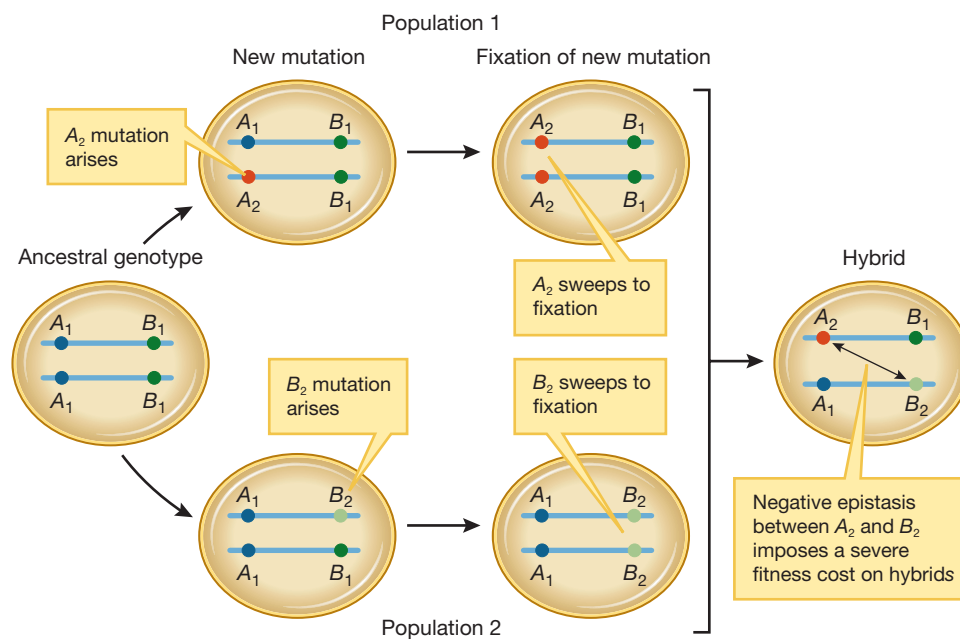 Population 1
New mutation
Fixation of new mutation
A₂ mutation
arises
A₁ B₁
A₂ B₁
A₂ B₁
A₂ B₁
Ancestral genotype
A₁ B₁
A₁ B₁
A₂ sweeps to
fixation
Hybrid
A₂ B₁
A₁ B₂
B₂ mutation
arises
B₂ sweeps to
fixation
A₁ B₂
A₁ B₁
A₁ B₂
A₁ B₂
Negative epistasis
between A₂ and B₂
imposes a severe
fitness cost on hybrids
Population 2